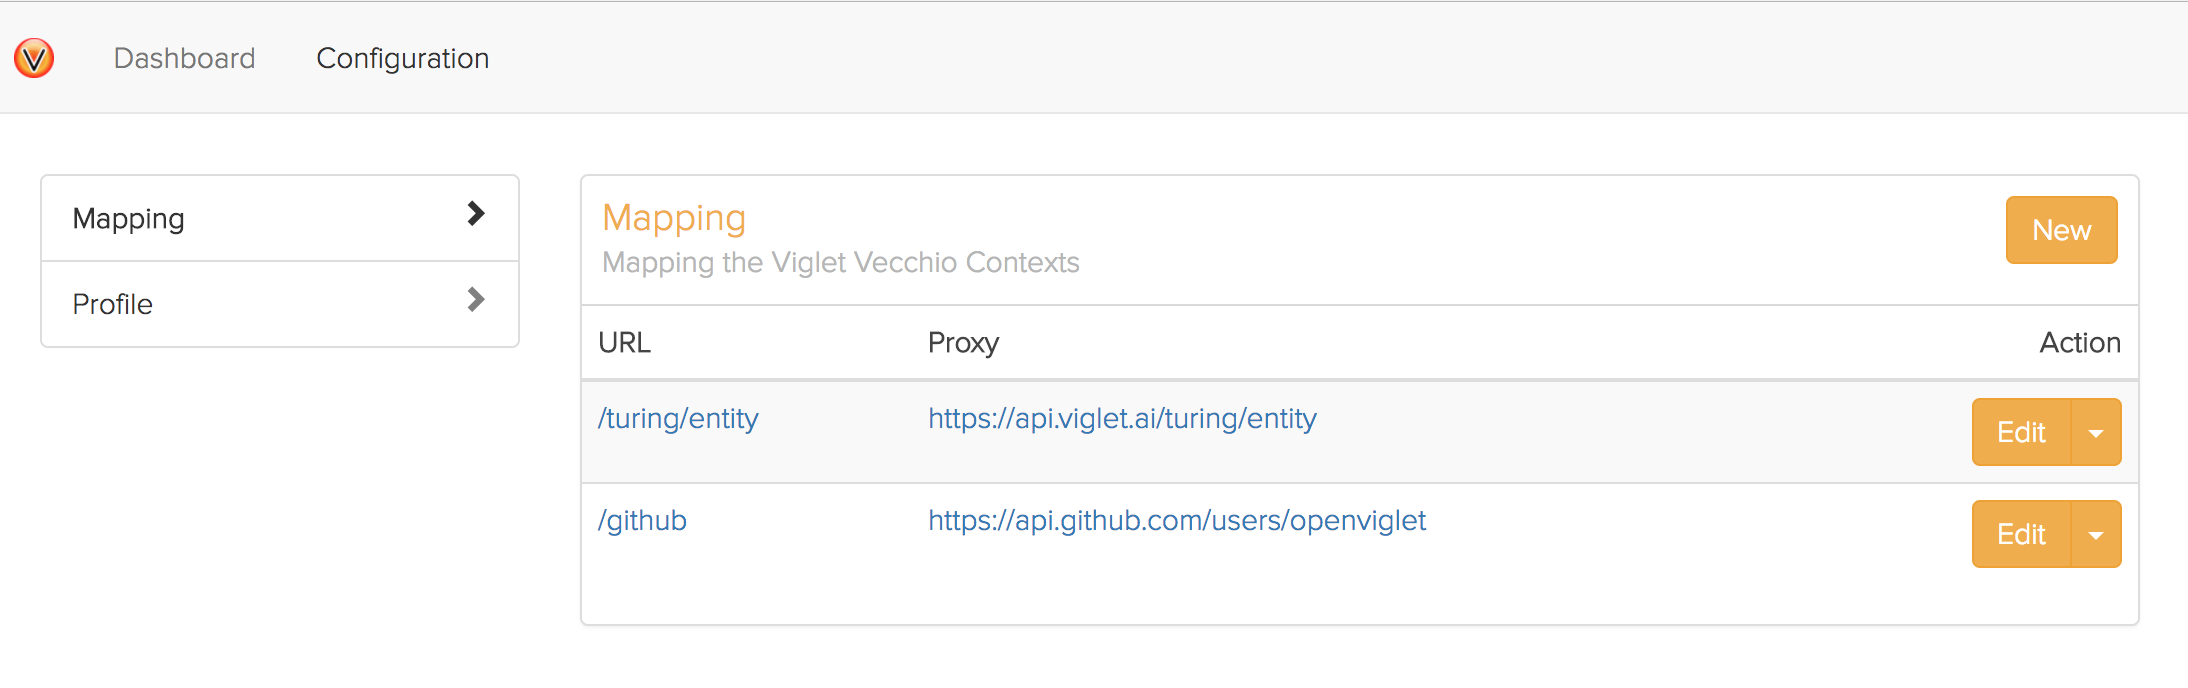 Dashboard Configuration
Mapping
Profile
Mapping
Mapping the Viglet Vecchio Contexts
New
URL Proxy Action
/turing/entity https://api.viglet.ai/turing/entity Edit
/github https://api.github.com/users/openviglet Edit